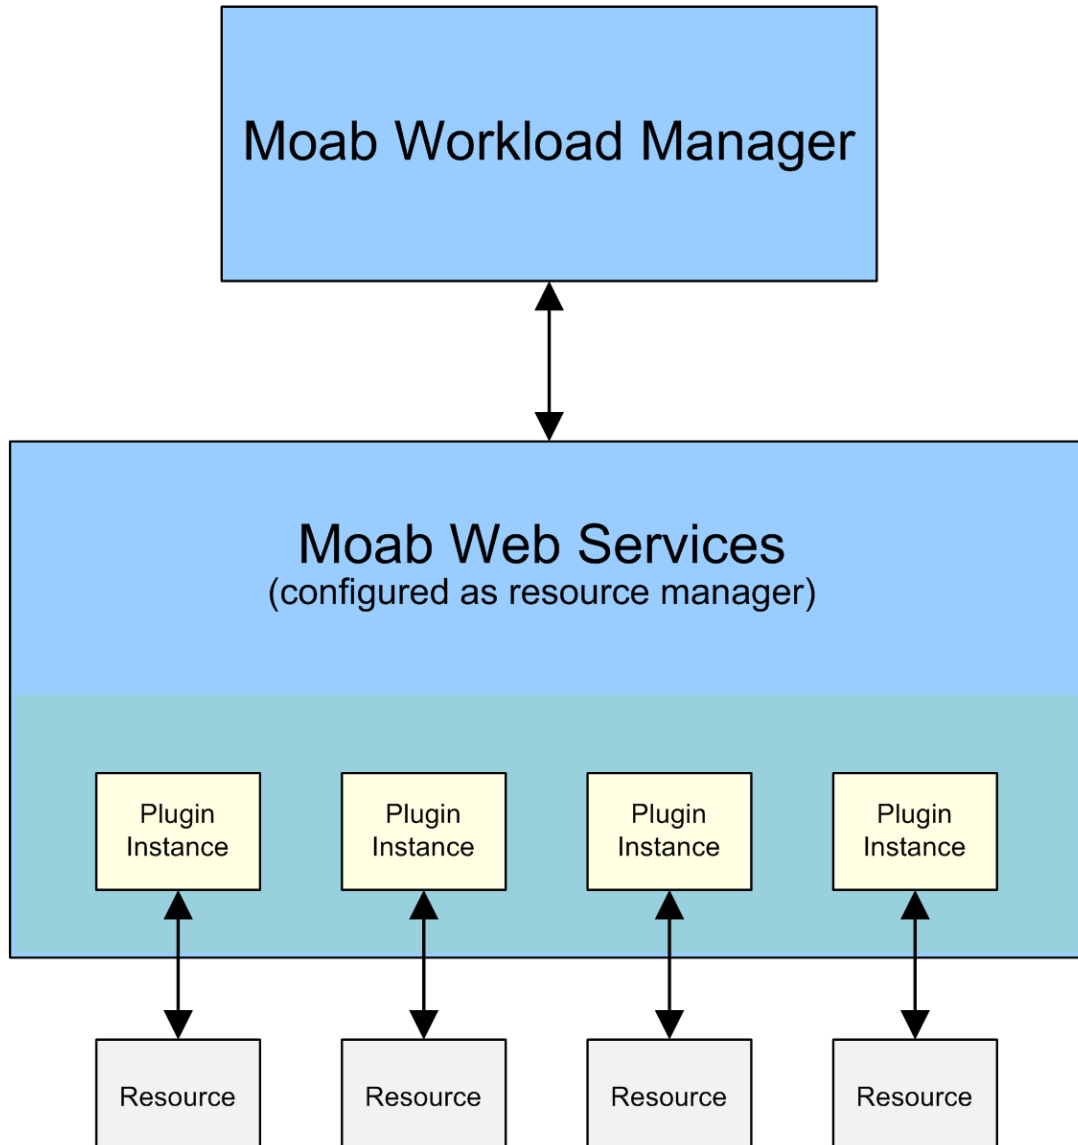 Moab Workload Manager
Moab Web Services
(configured as resource manager)
Plugin
Instance
Plugin
Instance
Plugin
Instance
Plugin
Instance
Resource
Resource
Resource
Resource